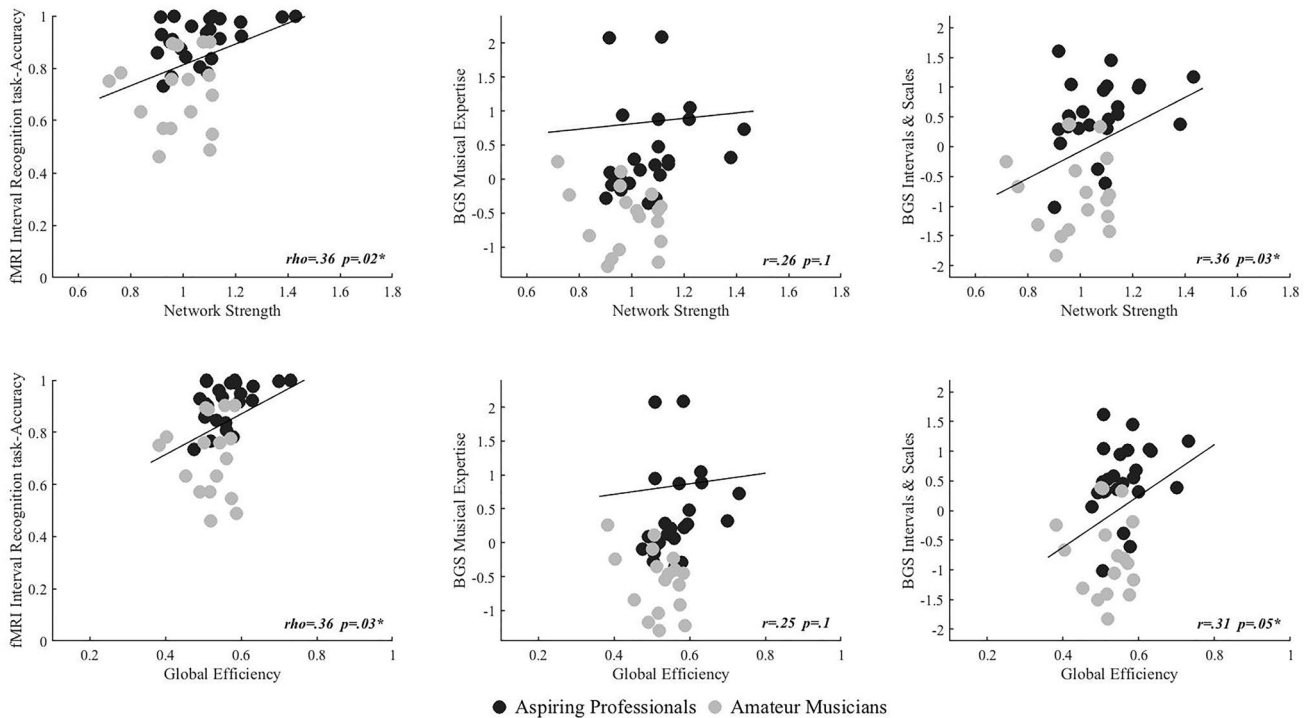 fMRI Interval Recognition task-Accuracy
1
0.8
0.6
0.4
0.2
0
rho=.36 p=.02*
0.6 0.8 1 1.2 1.4 1.6 1.8
Network Strength
BGS Musical Expertise
2
1.5
1
0.5
0
-0.5
-1
r=.26 p=.1
0.6 0.8 1 1.2 1.4 1.6 1.8
Network Strength
BGS Intervals & Scales
2
1.5
1
0.5
0
-0.5
-1
-1.5
-2
r=.36 p=.03*
0.6 0.8 1 1.2 1.4 1.6 1.8
Network Strength
fMRI Interval Recognition task-Accuracy
1
0.8
0.6
0.4
0.2
0
rho=.36 p=.03*
0.2 0.4 0.6 0.8 1
Global Efficiency
BGS Musical Expertise
2
1.5
1
0.5
0
-0.5
-1
r=.25 p=.1
0.2 0.4 0.6 0.8 1
Global Efficiency
BGS Intervals & Scales
2
1.5
1
0.5
0
-0.5
-1
-1.5
-2
r=.31 p=.05*
0.2 0.4 0.6 0.8 1
Global Efficiency
Aspiring Professionals Amateur Musicians